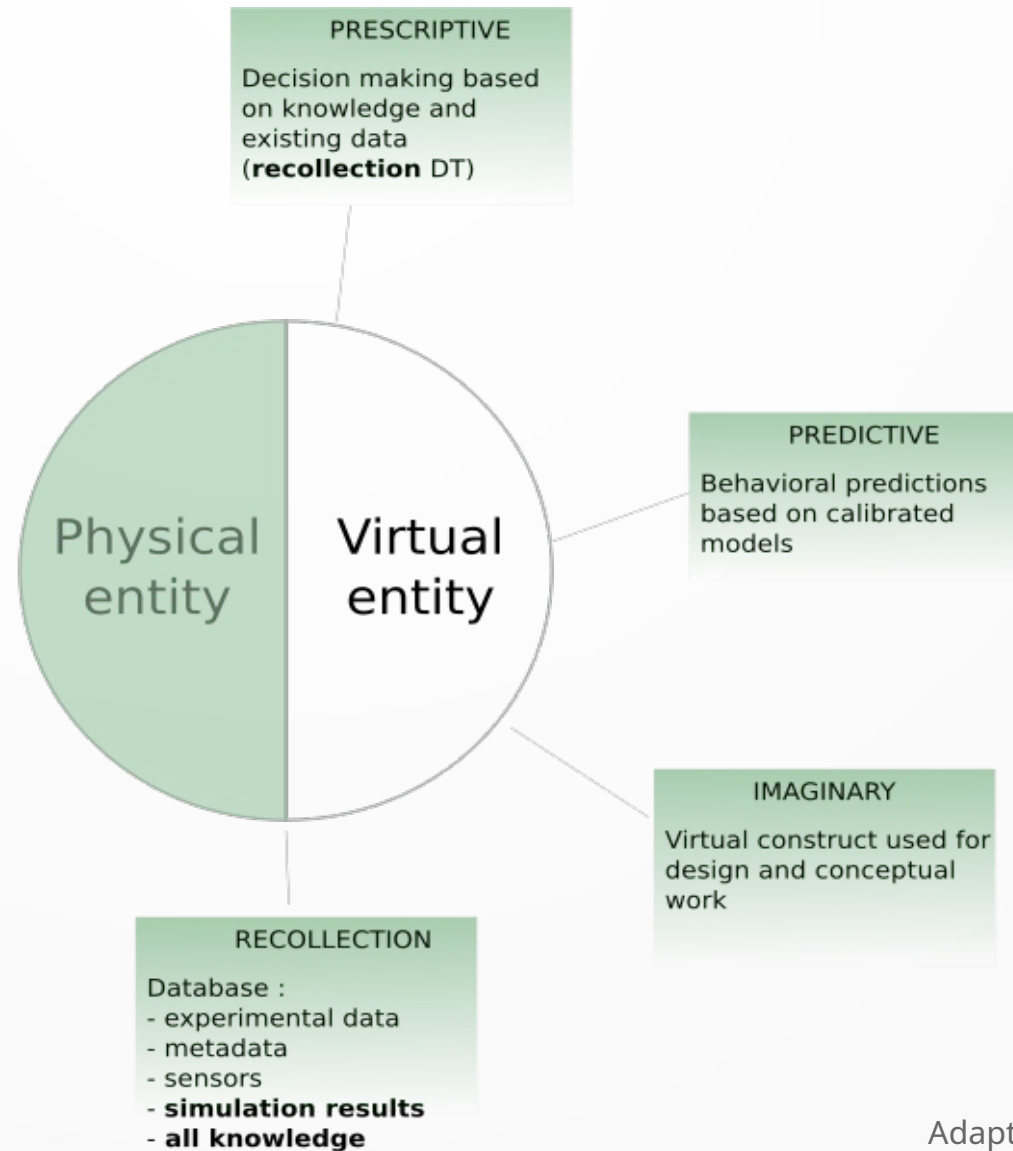 PRESCRIPTIVE
Decision making based
on knowledge and
existing data
(recollection DT)
PREDICTIVE
Behavioral predictions
based on calibrated
models
Physical
entity
Virtual
entity
IMAGINARY
Virtual construct used for
design and conceptual
work
RECOLLECTION
Database :
- experimental data
- metadata
- sensors
- simulation results
- all knowledge
Adapt